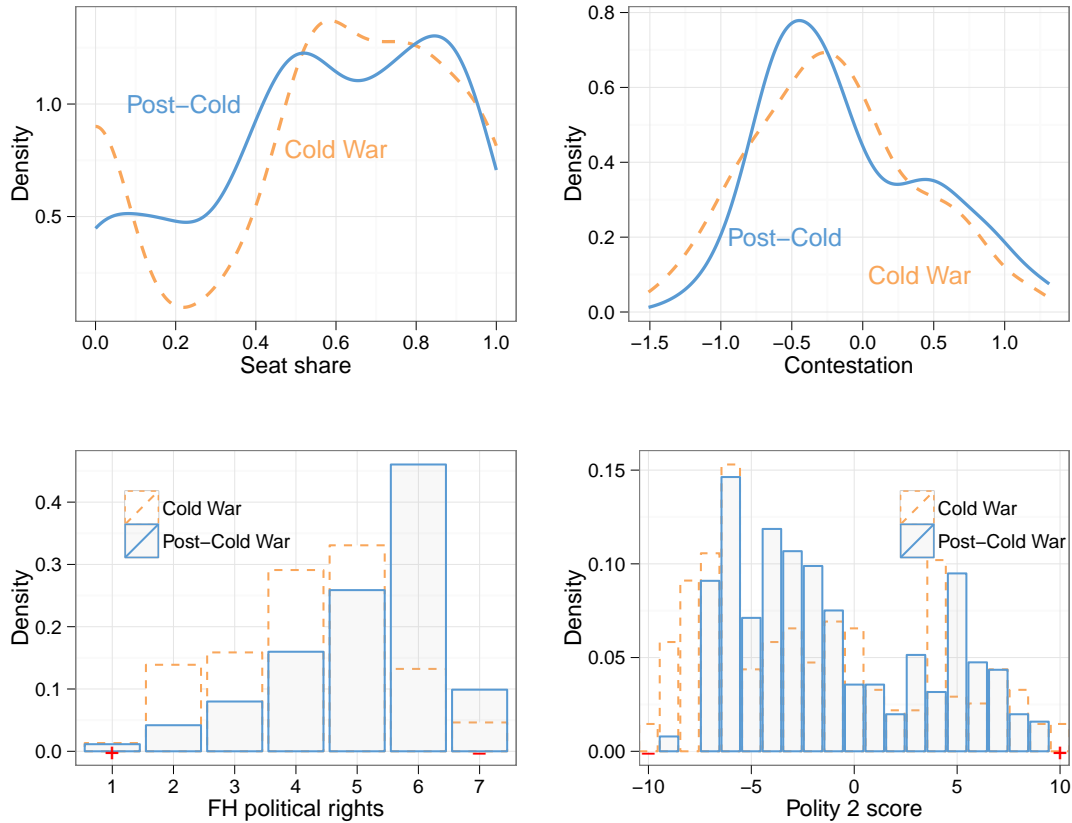 Density
1.0
0.5
Post−Cold
Cold War
0.0 0.2 0.4 0.6 0.8 1.0
Seat share
Density
0.8
0.6
0.4
0.2
0.0
Post−Cold
Cold War
−1.5 −1.0 −0.5 0.0 0.5 1.0
Contestation
Density
0.4
0.3
0.2
0.1
0.0
Cold War
Post−Cold War
+ −
1 2 3 4 5 6 7
FH political rights
Density
0.15
0.10
0.05
0.00
Cold War
Post−Cold War
− +
−10 −5 0 5 10
Polity 2 score